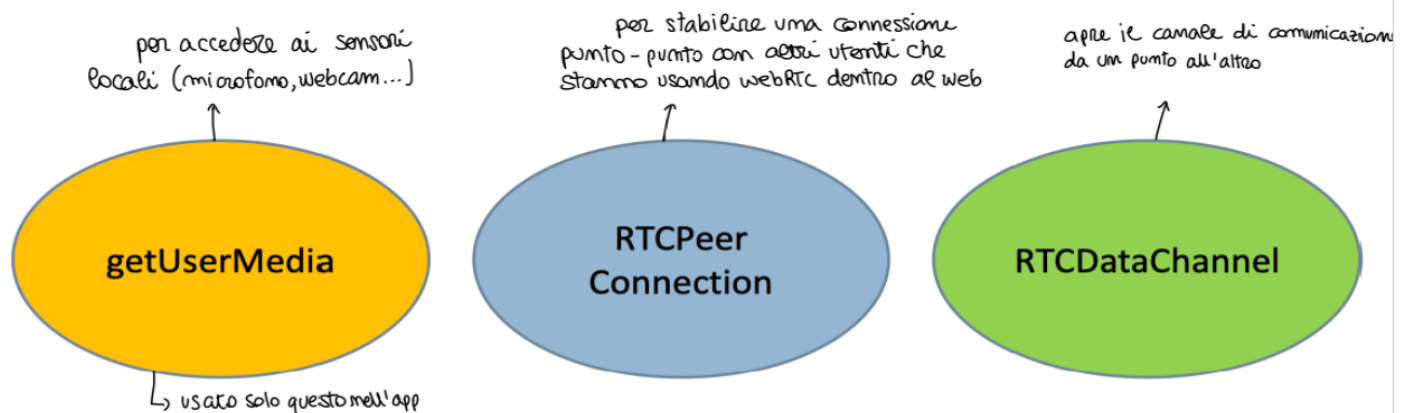 per accedere ai sensori
locali (microfono, webcam...)
per stabilire una connessione
punto-punto con altri utenti che
stanno usando webRTC dentro al web
apre il canale di comunicazion
da un punto all'altro
getUserMedia
RTCPeer
Connection
RTCDataChannel
↳ usato solo questo nell'app